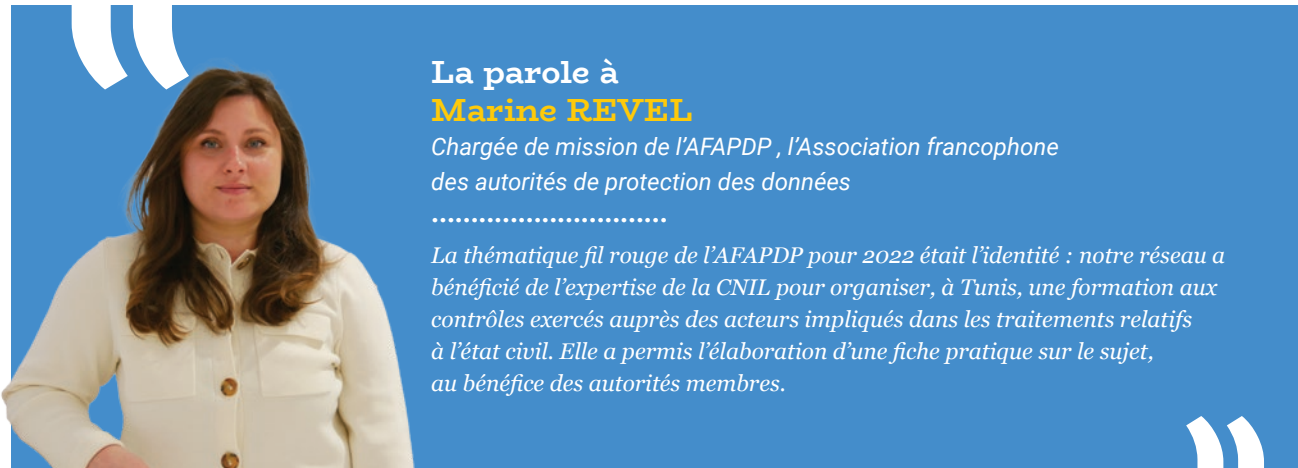 La parole à
Marine REVEL
Chargée de mission de l’AFAPDP , l’Association francophone
des autorités de protection des données
La thématique fil rouge de l’AFAPDP pour 2022 était l’identité : notre réseau a
bénéficié de l’expertise de la CNIL pour organiser, à Tunis, une formation aux
contrôles exercés auprès des acteurs impliqués dans les traitements relatifs
à l’état civil. Elle a permis l’élaboration d’une fiche pratique sur le sujet,
au bénéfice des autorités membres.